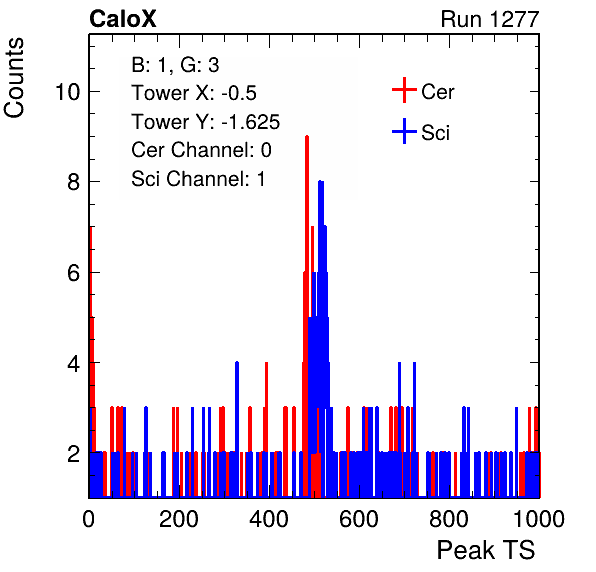 CaloX Run 1277
Counts
B: 1, G: 3
Tower X: -0.5
Tower Y: -1.625
Cer Channel: 0
Sci Channel: 1
Cer
Sci
10
8
6
4
2
0 200 400 600 800 1000
Peak TS